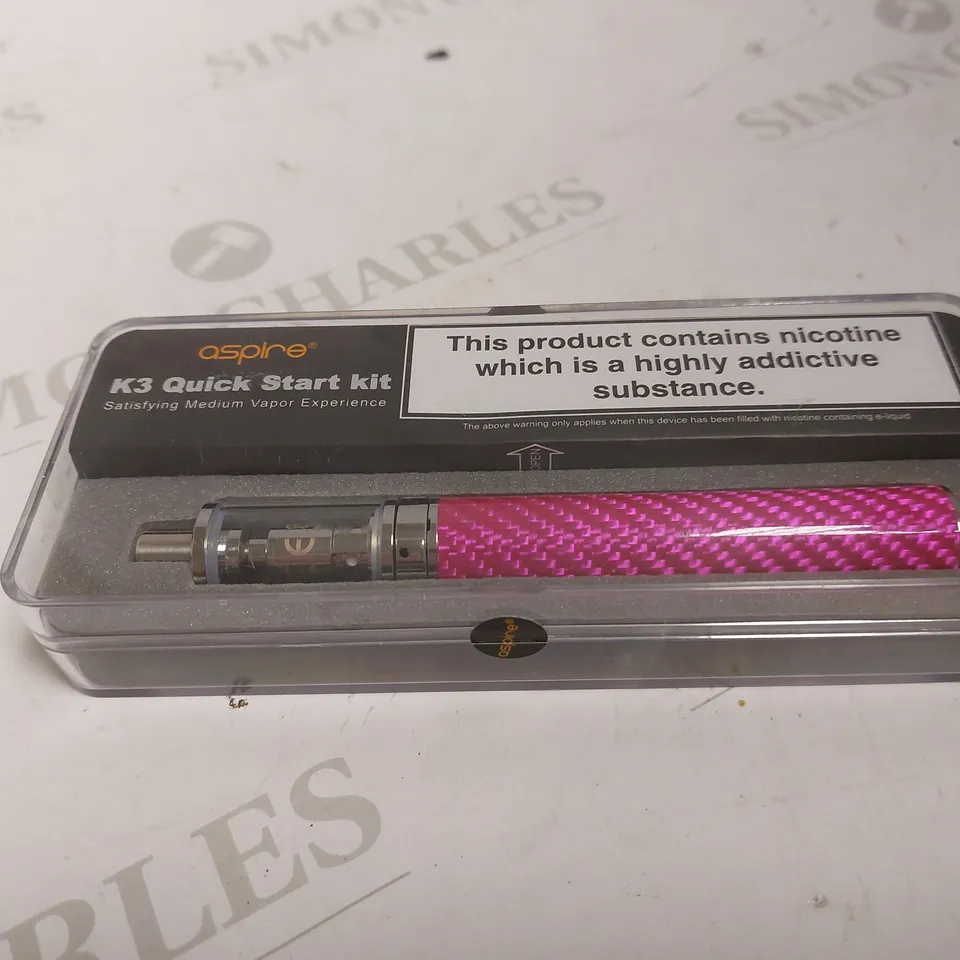 SIMON CHARLES
SIMON C
aspire®
K3 Quick Start kit
Satisfying Medium Vapor Experience
This product contains nicotine
which is a highly addictive
substance.
The above warning only applies when this device has been filled with nicotine containing e-liquid
OPEN
aspire®
CHARLES